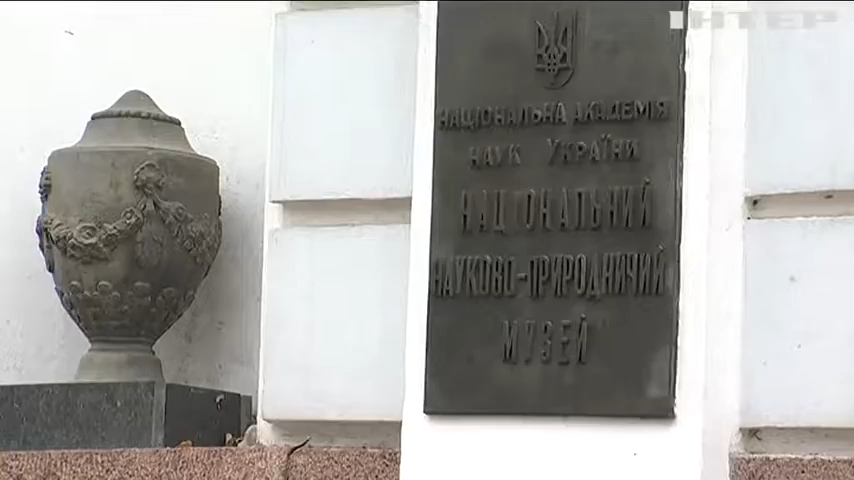 ІНТЕР
НАЦІОНАЛЬНА АКАДЕМІЯ
НАУК УКРАЇНИ
НАЦІОНАЛЬНИЙ
НАУКОВО-ПРИРОДНИЧИЙ
МУЗЕЙ